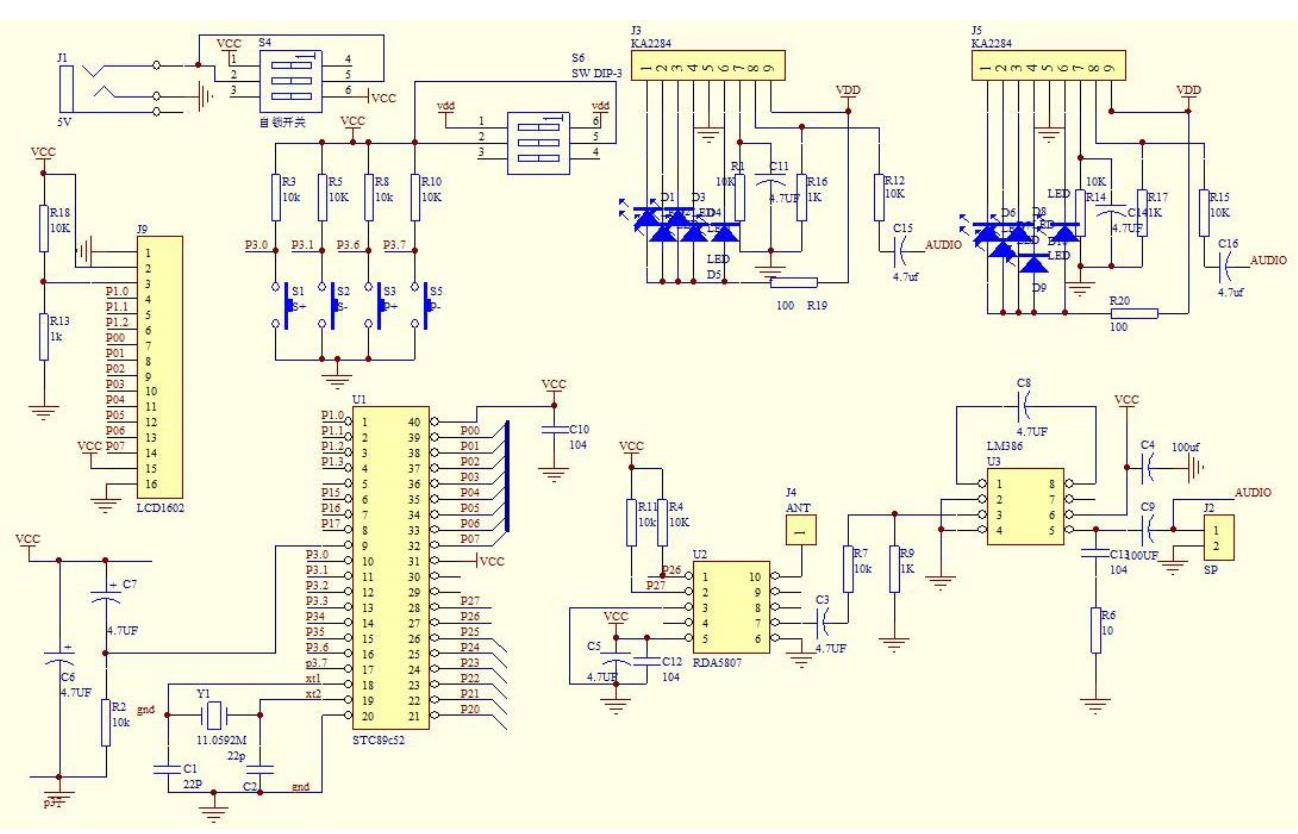 J1
5V
VCC
S4
1
2
3
4
5
6
VCC
自锁开关
S6
SW DIP-3
vdd
vdd
1
2
3
6
5
4
VCC
R3
10k
R5
10K
R8
10k
R10
10K
P3.0
P3.1
P3.6
P3.7
S1
S+
S2
S-
S3
P+
S5
P-
J3
KA2284
1 2 3 4 5 6 7 8 9
VDD
R1
10K
C11
4.7UF
R16
1K
R12
10K
C15
4.7uf
AUDIO
D1
D3
LED
D4
LED
D5
100
R19
J5
KA2284
1 2 3 4 5 6 7 8 9
VDD
LED
10K
R14
C14
4.7UF
1K
R17
R15
10K
C16
4.7uf
AUDIO
D6
D8
LED
D9
R20
100
VCC
R18
10K
R13
1k
J9
1
2
3
4
5
6
7
8
9
10
11
12
13
14
15
16
P1.0
P1.1
P1.2
P00
P01
P02
P03
P04
P05
P06
P07
VCC
LCD1602
U1
P1.0
P1.1
P1.2
P1.3
P15
P16
P17
P3.0
P3.1
P3.2
P3.3
P34
P35
P3.6
p3.7
xt1
xt2
1
2
3
4
5
6
7
8
9
10
11
12
13
14
15
16
17
18
19
20
40
39
38
37
36
35
34
33
32
31
30
29
28
27
26
25
24
23
22
21
P00
P01
P02
P03
P04
P05
P06
P07
VCC
P27
P26
P25
P24
P23
P22
P21
P20
STC89c52
VCC
C10
104
VCC
C7
4.7UF
C6
4.7UF
R2
10k
p37
gnd
Y1
11.0592M
22p
C1
22P
C2
gnd
VCC
R11
10k
R4
10K
P26
P27
U2
1
2
3
4
5
10
9
8
7
6
RDA5807
J4
ANT
1
VCC
C5
4.7UF
C12
104
C3
4.7UF
R7
10k
R9
1K
C8
4.7UF
LM386
U3
1
2
3
4
8
7
6
5
VCC
C4
100uf
C9
100UF
C13
104
R6
10
AUDIO
J2
1
2
SP